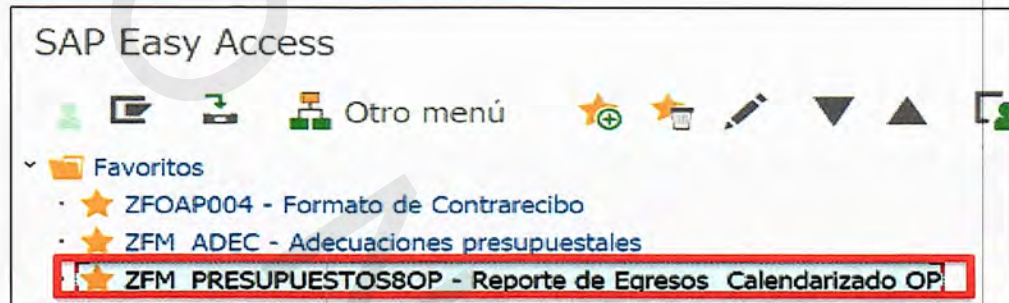 SAP Easy Access
Otro menú
Favoritos
ZFOAP004 - Formato de Contrarecibo
ZFM_ADEC - Adecuaciones presupuestales
ZFM_PRESUPUESTOS8OP - Reporte de Egresos Calendarizado OP